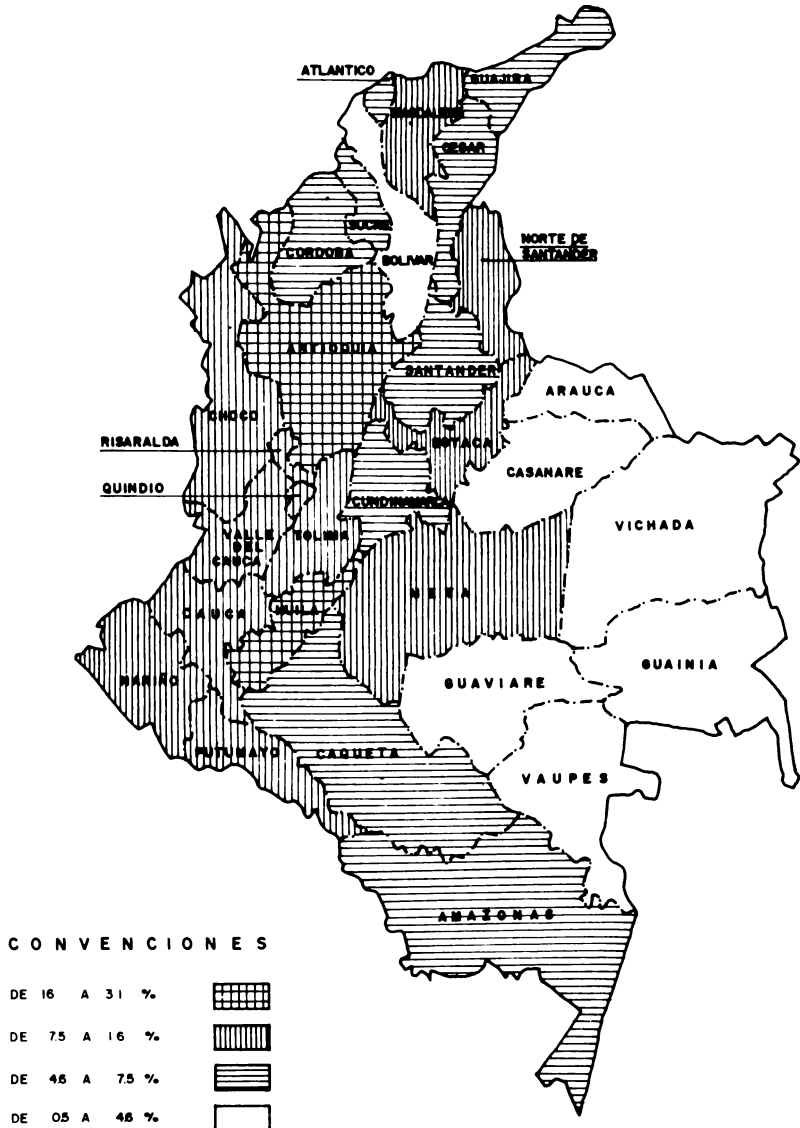 ATLANTICO
GUAJIRA
MAGDALENA
CESAR
SUCRE
NORTE DE
SANTANDER
CORDOBA
BOLIVAR
ANTIOQUIA
SANTANDER
ARAUCA
CHOCO
RISARALDA
BOYACA
CASANARE
QUINDIO
CUNDINAMARCA
VICHADA
VALLE
DEL
CAUCA
TOLIMA
META
CAUCA
HUILA
GUAINIA
NARIÑO
GUAVIARE
PUTUMAYO
CAQUETA
VAUPES
AMAZONAS
CONVENCIONES
DE 16 A 31 %
DE 7.5 A 16 %
DE 4.6 A 7.5 %
DE 0.5 A 4.6 %